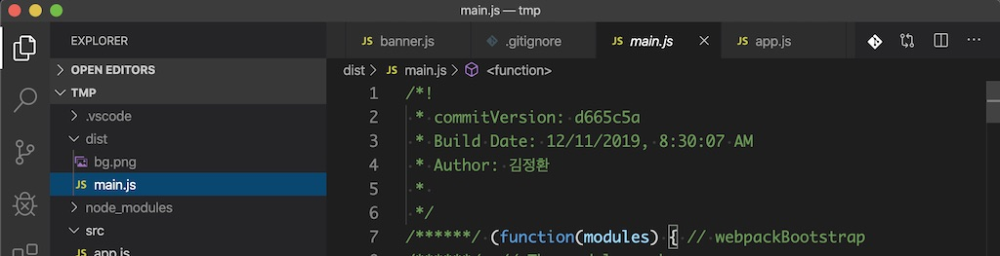 main.js — tmp
EXPLORER
OPEN EDITORS
TMP
.vscode
dist
bg.png
JS main.js
node_modules
src
app.js
JS banner.js
.gitignore
JS main.js
JS app.js
dist > JS main.js > <function>
1 /*!
2 * commitVersion: d665c5a
3 * Build Date: 12/11/2019, 8:30:07 AM
4 * Author: 김정환
5 *
6 */
7 /******/ (function(modules) { // webpackBootstrap